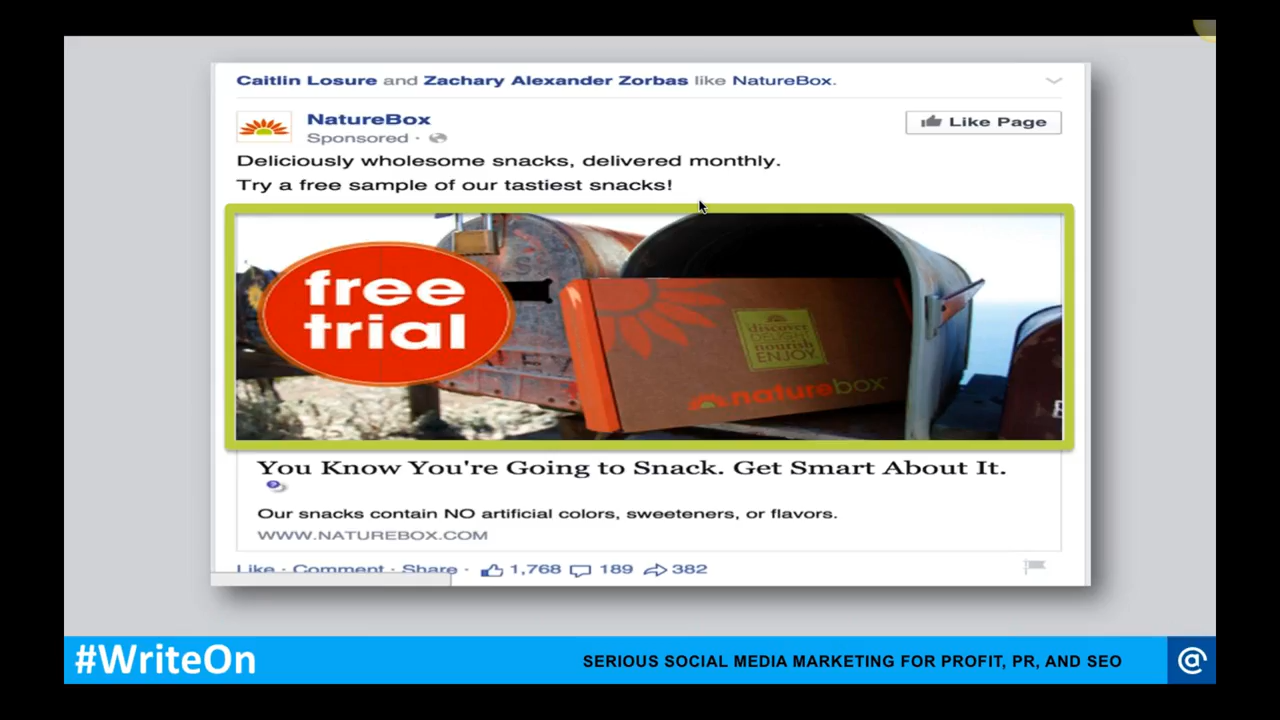 Caitlin Losure and Zachary Alexander Zorbas like NatureBox.
NatureBox
Like Page
Sponsored ·
Deliciously wholesome snacks, delivered monthly.
Try a free sample of our tastiest snacks!
free
trial
discover
DELIGHT
nourish
ENJOY
naturebox
You Know You're Going to Snack. Get Smart About It.
Our snacks contain NO artificial colors, sweeteners, or flavors.
WWW.NATUREBOX.COM
Like · Comment · Share · 1,768 189 382
#WriteOn
SERIOUS SOCIAL MEDIA MARKETING FOR PROFIT, PR, AND SEO
@